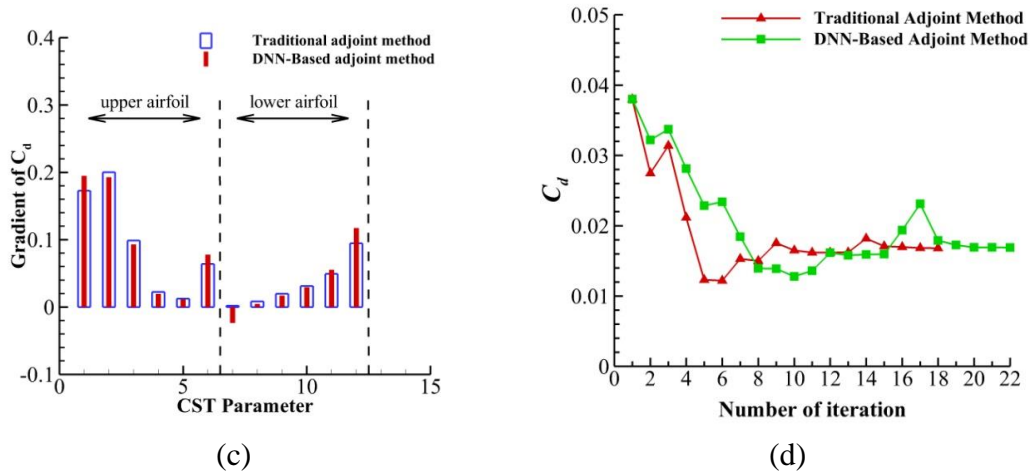 0.4
0.3
0.2
0.1
0
-0.1
Gradient of Cd
Traditional adjoint method
DNN-Based adjoint method
upper airfoil
lower airfoil
0
5
10
15
CST Parameter
(c)
0.05
0.04
0.03
0.02
0.01
0
Cd
Traditional Adjoint Method
DNN-Based Adjoint Method
2 4 6 8 10 12 14 16 18 20 22
Number of iteration
(d)